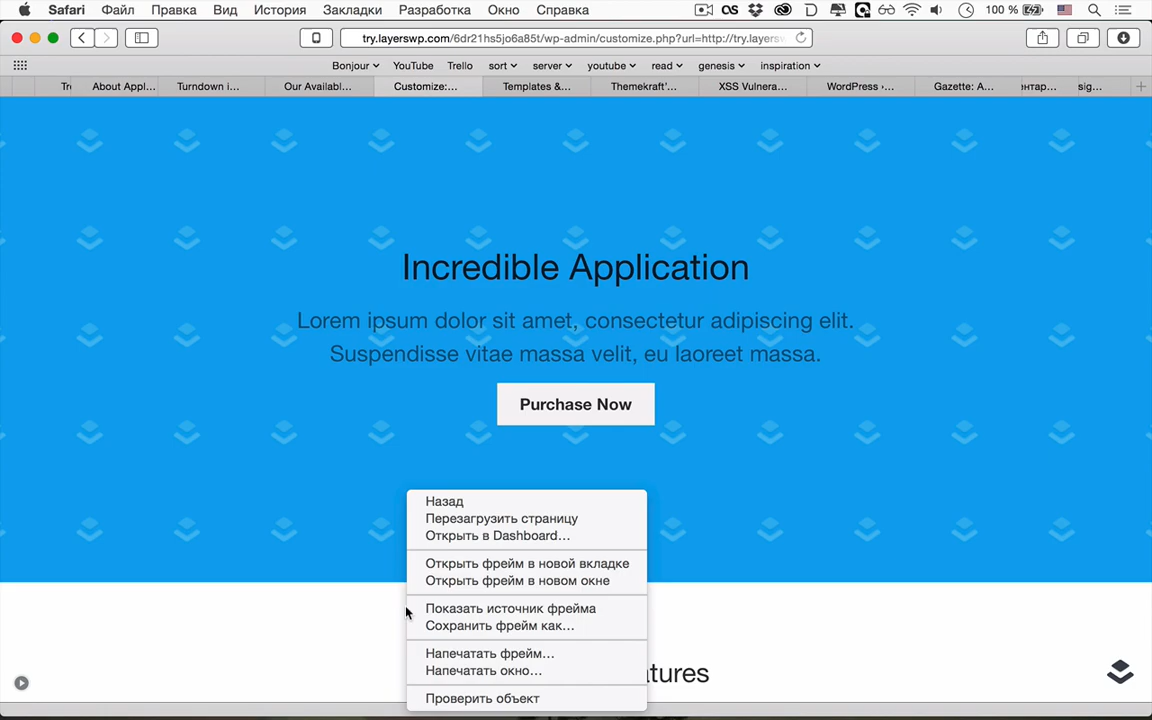 Safari Файл Правка Вид История Закладки Разработка Окно Справка 100 %
try.layerswp.com/6dr21hs5jo6a85t/wp-admin/customize.php?url=http://try.layersw
Bonjour YouTube Trello sort server youtube read genesis inspiration
About Appl... Turndown i... Our Availabl... Customize:... Templates &... Themekraft'... XSS Vulnera... WordPress ‹... Gazette: A... нтар... sig...
Incredible Application
Lorem ipsum dolor sit amet, consectetur adipiscing elit.
Suspendisse vitae massa velit, eu laoreet massa.
Purchase Now
Назад
Перезагрузить страницу
Открыть в Dashboard...
Открыть фрейм в новой вкладке
Открыть фрейм в новом окне
Показать источник фрейма
Сохранить фрейм как...
Напечатать фрейм...
Напечатать окно...
atures
Проверить объект